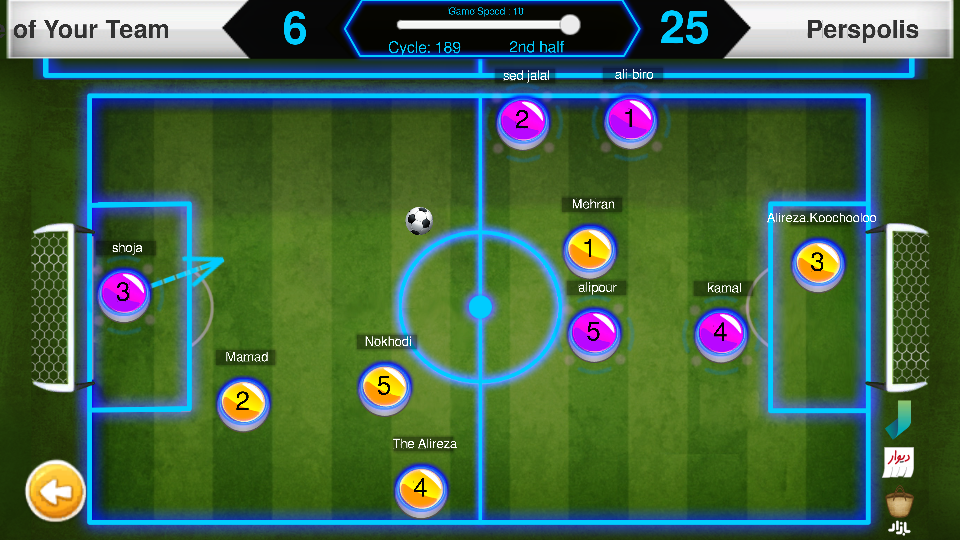 of Your Team
6
Game Speed : 10
Cycle: 189
2nd half
25
Perspolis
sed jalal
2
ali-biro
1
Mehran
1
Alireza.Koochooloo
3
shoja
3
alipour
5
kamal
4
Nokhodi
5
Mamad
2
The Alireza
4
دیوار
بازار